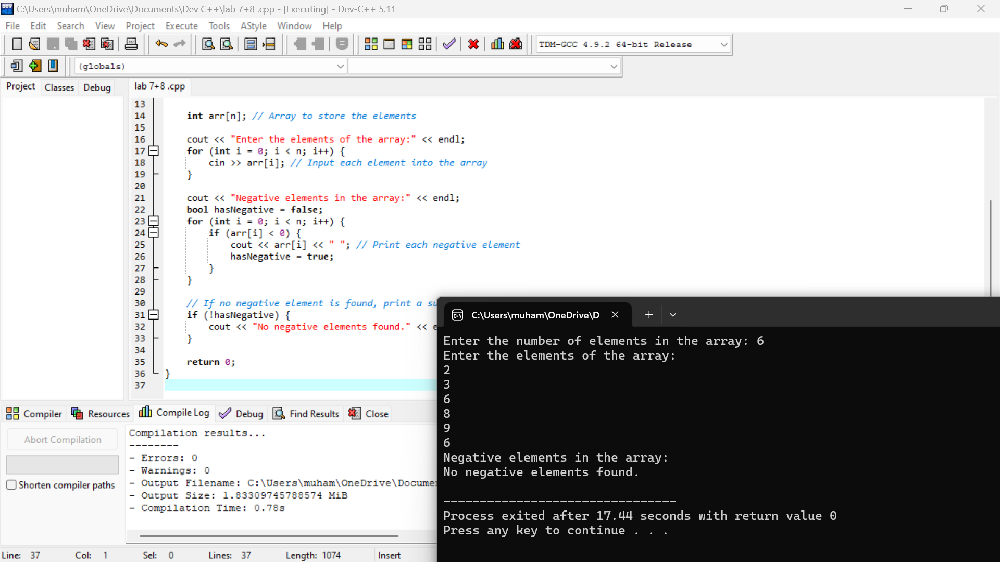 C:\Users\muham\OneDrive\Documents\Dev C++\lab 7+8 .cpp - [Executing] - Dev-C++ 5.11
File Edit Search View Project Execute Tools AStyle Window Help
TDM-GCC 4.9.2 64-bit Release
(globals)
Project Classes Debug
lab 7+8 .cpp
13
14 int arr[n]; // Array to store the elements
15
16 cout << "Enter the elements of the array:" << endl;
17 for (int i = 0; i < n; i++) {
18 cin >> arr[i]; // Input each element into the array
19 }
20
21 cout << "Negative elements in the array:" << endl;
22 bool hasNegative = false;
23 for (int i = 0; i < n; i++) {
24 if (arr[i] < 0) {
25 cout << arr[i] << " "; // Print each negative element
26 hasNegative = true;
27 }
28 }
29
30 // If no negative element is found, print a su
31 if (!hasNegative) {
32 cout << "No negative elements found." << e
33 }
34
35 return 0;
36 }
37
Compiler Resources Compile Log Debug Find Results Close
Abort Compilation
Shorten compiler paths
Compilation results...
--------
- Errors: 0
- Warnings: 0
- Output Filename: C:\Users\muham\OneDrive\Docume
- Output Size: 1.83309745788574 MiB
- Compilation Time: 0.78s
Line: 37 Col: 1 Sel: 0 Lines: 37 Length: 1074 Insert
C:\Users\muham\OneDrive\D
Enter the number of elements in the array: 6
Enter the elements of the array:
2
3
6
8
9
6
Negative elements in the array:
No negative elements found.
--------------------------------
Process exited after 17.44 seconds with return value 0
Press any key to continue . . .